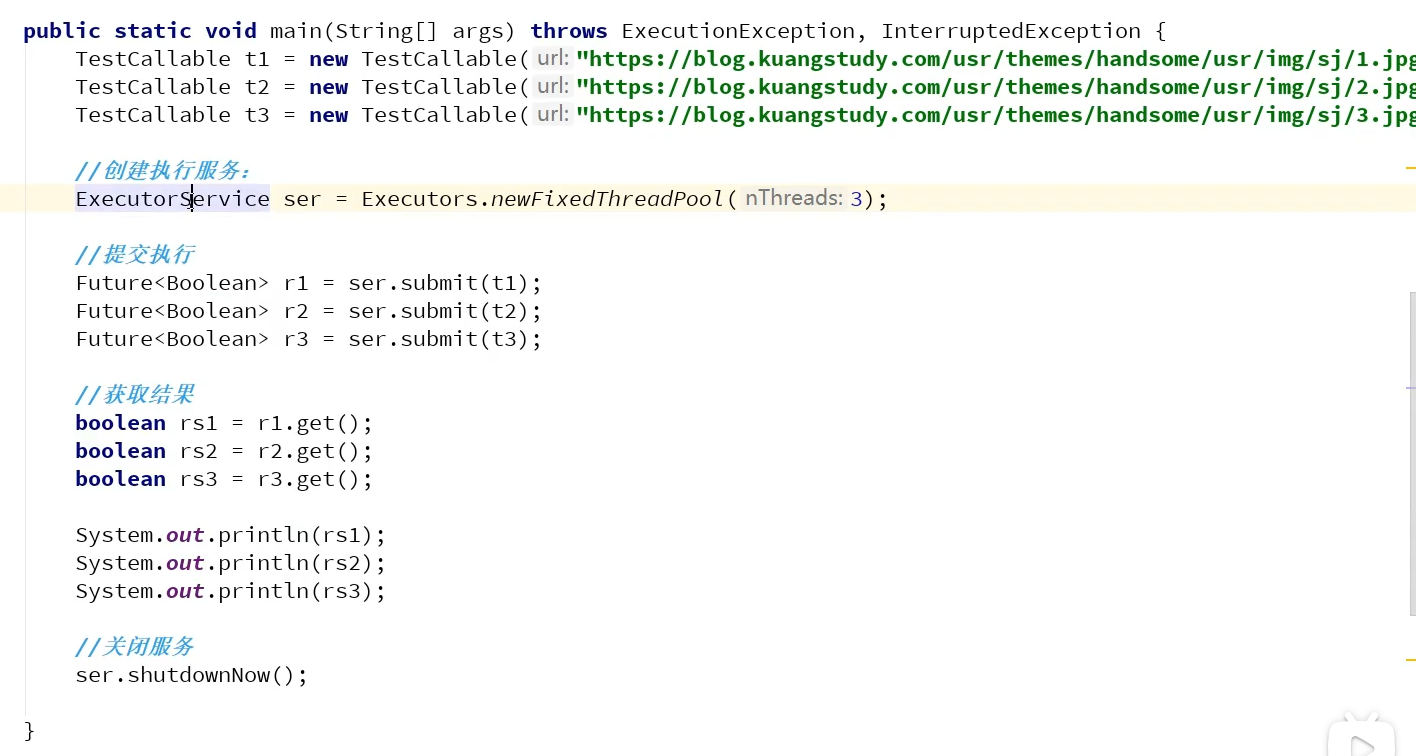 public static void main(String[] args) throws ExecutionException, InterruptedException {
TestCallable t1 = new TestCallable( url: "https://blog.kuangstudy.com/usr/themes/handsome/usr/img/sj/1.jpg
TestCallable t2 = new TestCallable( url: "https://blog.kuangstudy.com/usr/themes/handsome/usr/img/sj/2.jpg
TestCallable t3 = new TestCallable( url: "https://blog.kuangstudy.com/usr/themes/handsome/usr/img/sj/3.jpg
//创建执行服务：
ExecutorService ser = Executors.newFixedThreadPool( nThreads: 3);
//提交执行
Future<Boolean> r1 = ser.submit(t1);
Future<Boolean> r2 = ser.submit(t2);
Future<Boolean> r3 = ser.submit(t3);
//获取结果
boolean rs1 = r1.get();
boolean rs2 = r2.get();
boolean rs3 = r3.get();
System.out.println(rs1);
System.out.println(rs2);
System.out.println(rs3);
//关闭服务
ser.shutdownNow();
}